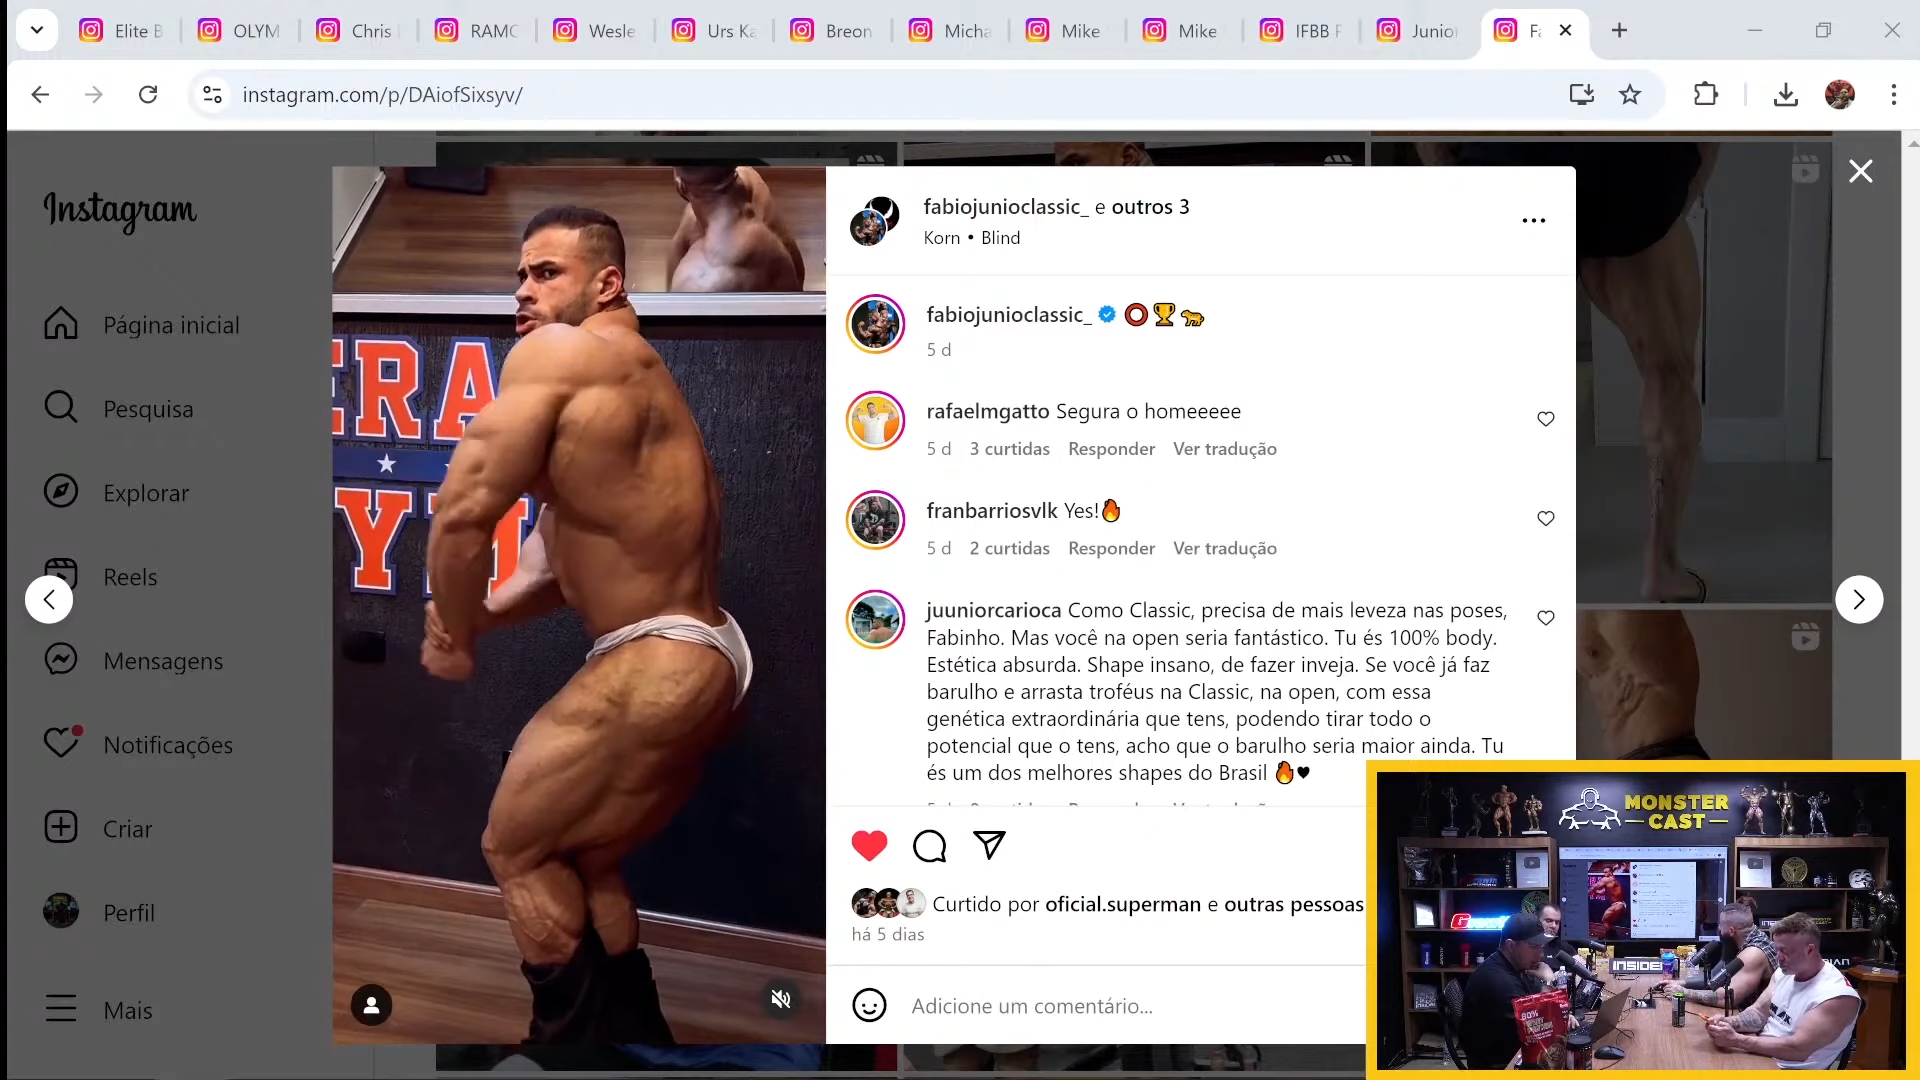 Elite B
OLYM
Chris
RAMO
Wesle
Urs Ka
Breon
Micha
Mike
Mike
IFBB F
Junior
Fa
instagram.com/p/DAiofSixsyv/
Instagram
Página inicial
Pesquisa
Explorar
Reels
Mensagens
Notificações
Criar
Perfil
Mais
ERA
fabiojunioclassic_ e outros 3
Korn • Blind
fabiojunioclassic_ ⭕🏆🐆
5 d
rafaelmgatto Segura o homeeeee
5 d 3 curtidas Responder Ver tradução
franbarriosvlk Yes!🔥
5 d 2 curtidas Responder Ver tradução
juuniorcarioca Como Classic, precisa de mais leveza nas poses,
Fabinho. Mas você na open seria fantástico. Tu és 100% body.
Estética absurda. Shape insano, de fazer inveja. Se você já faz
barulho e arrasta troféus na Classic, na open, com essa
genética extraordinária que tens, podendo tirar todo o
potencial que o tens, acho que o barulho seria maior ainda. Tu
és um dos melhores shapes do Brasil 🔥♥
Curtido por oficial.superman e outras pessoas
há 5 dias
Adicione um comentário...
MONSTER
CAST
INSIDER
80%